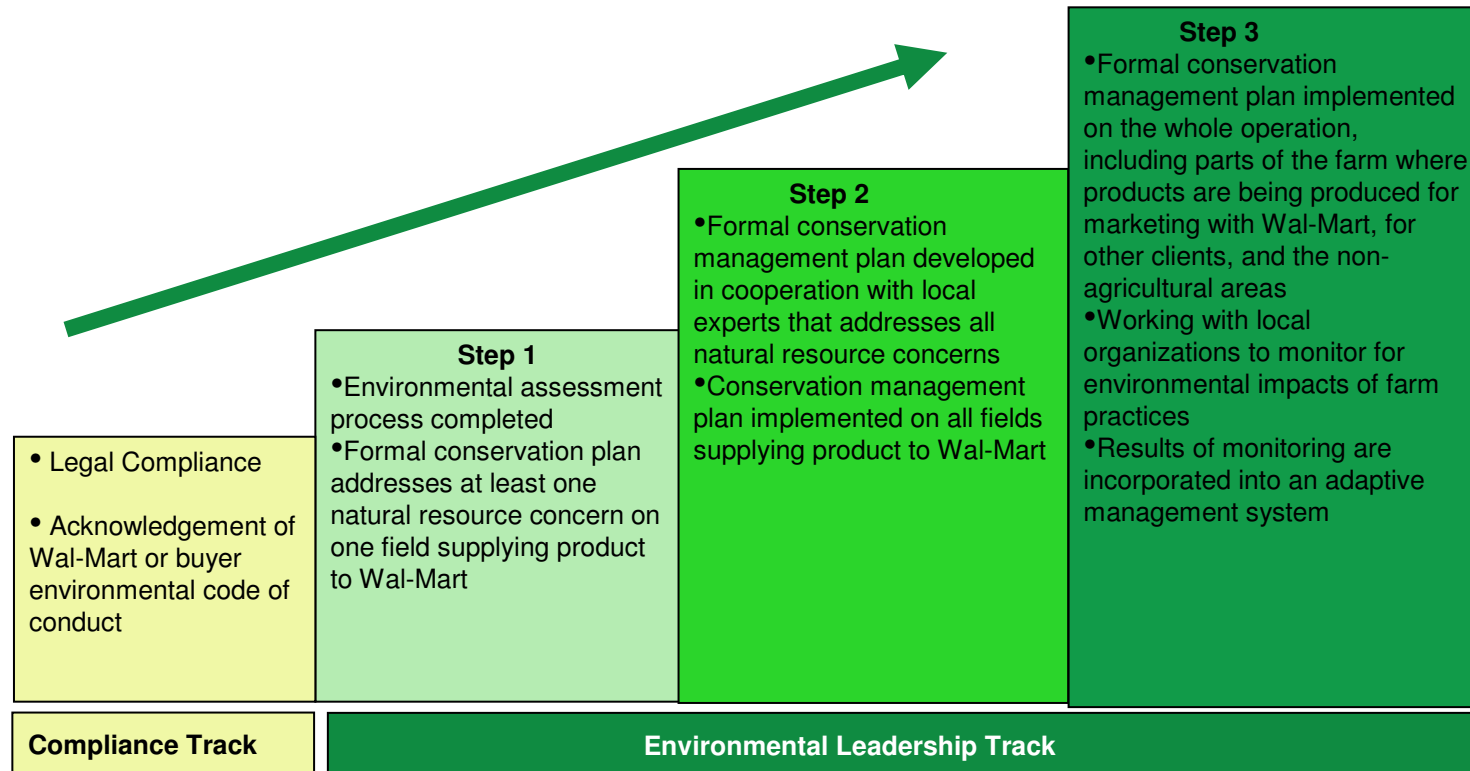 • Legal Compliance
• Acknowledgement of
Wal-Mart or buyer
environmental code of
conduct
Step 1
•Environmental assessment
process completed
•Formal conservation plan
addresses at least one
natural resource concern on
one field supplying product
to Wal-Mart
Step 2
•Formal conservation
management plan developed
in cooperation with local
experts that addresses all
natural resource concerns
•Conservation management
plan implemented on all fields
supplying product to Wal-Mart
Step 3
•Formal conservation
management plan implemented
on the whole operation,
including parts of the farm where
products are being produced for
marketing with Wal-Mart, for
other clients, and the non-
agricultural areas
•Working with local
organizations to monitor for
environmental impacts of farm
practices
•Results of monitoring are
incorporated into an adaptive
management system
Compliance Track
Environmental Leadership Track